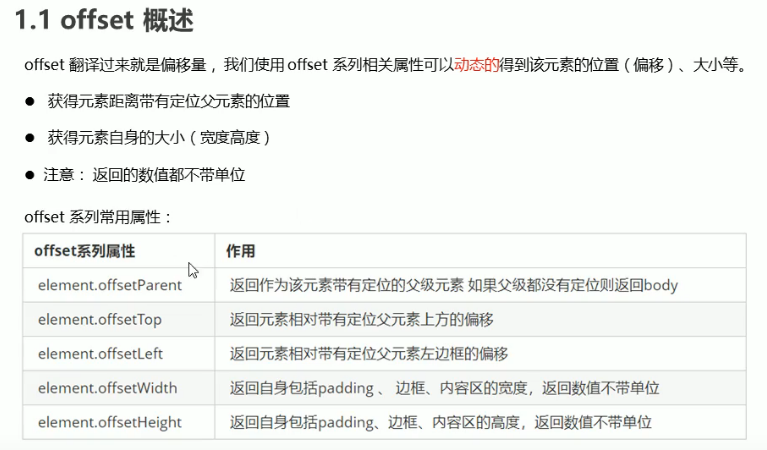 1.1 offset 概述
offset 翻译过来就是偏移量，我们使用 offset 系列相关属性可以动态的得到该元素的位置（偏移）、大小等。
● 获得元素距离带有定位父元素的位置
● 获得元素自身的大小（宽度高度）
● 注意：返回的数值都不带单位
offset 系列常用属性：
offset系列属性 作用
element.offsetParent 返回作为该元素带有定位的父级元素 如果父级都没有定位则返回body
element.offsetTop 返回元素相对带有定位父元素上方的偏移
element.offsetLeft 返回元素相对带有定位父元素左边框的偏移
element.offsetWidth 返回自身包括padding 、 边框、内容区的宽度，返回数值不带单位
element.offsetHeight 返回自身包括padding、边框、内容区的高度，返回数值不带单位